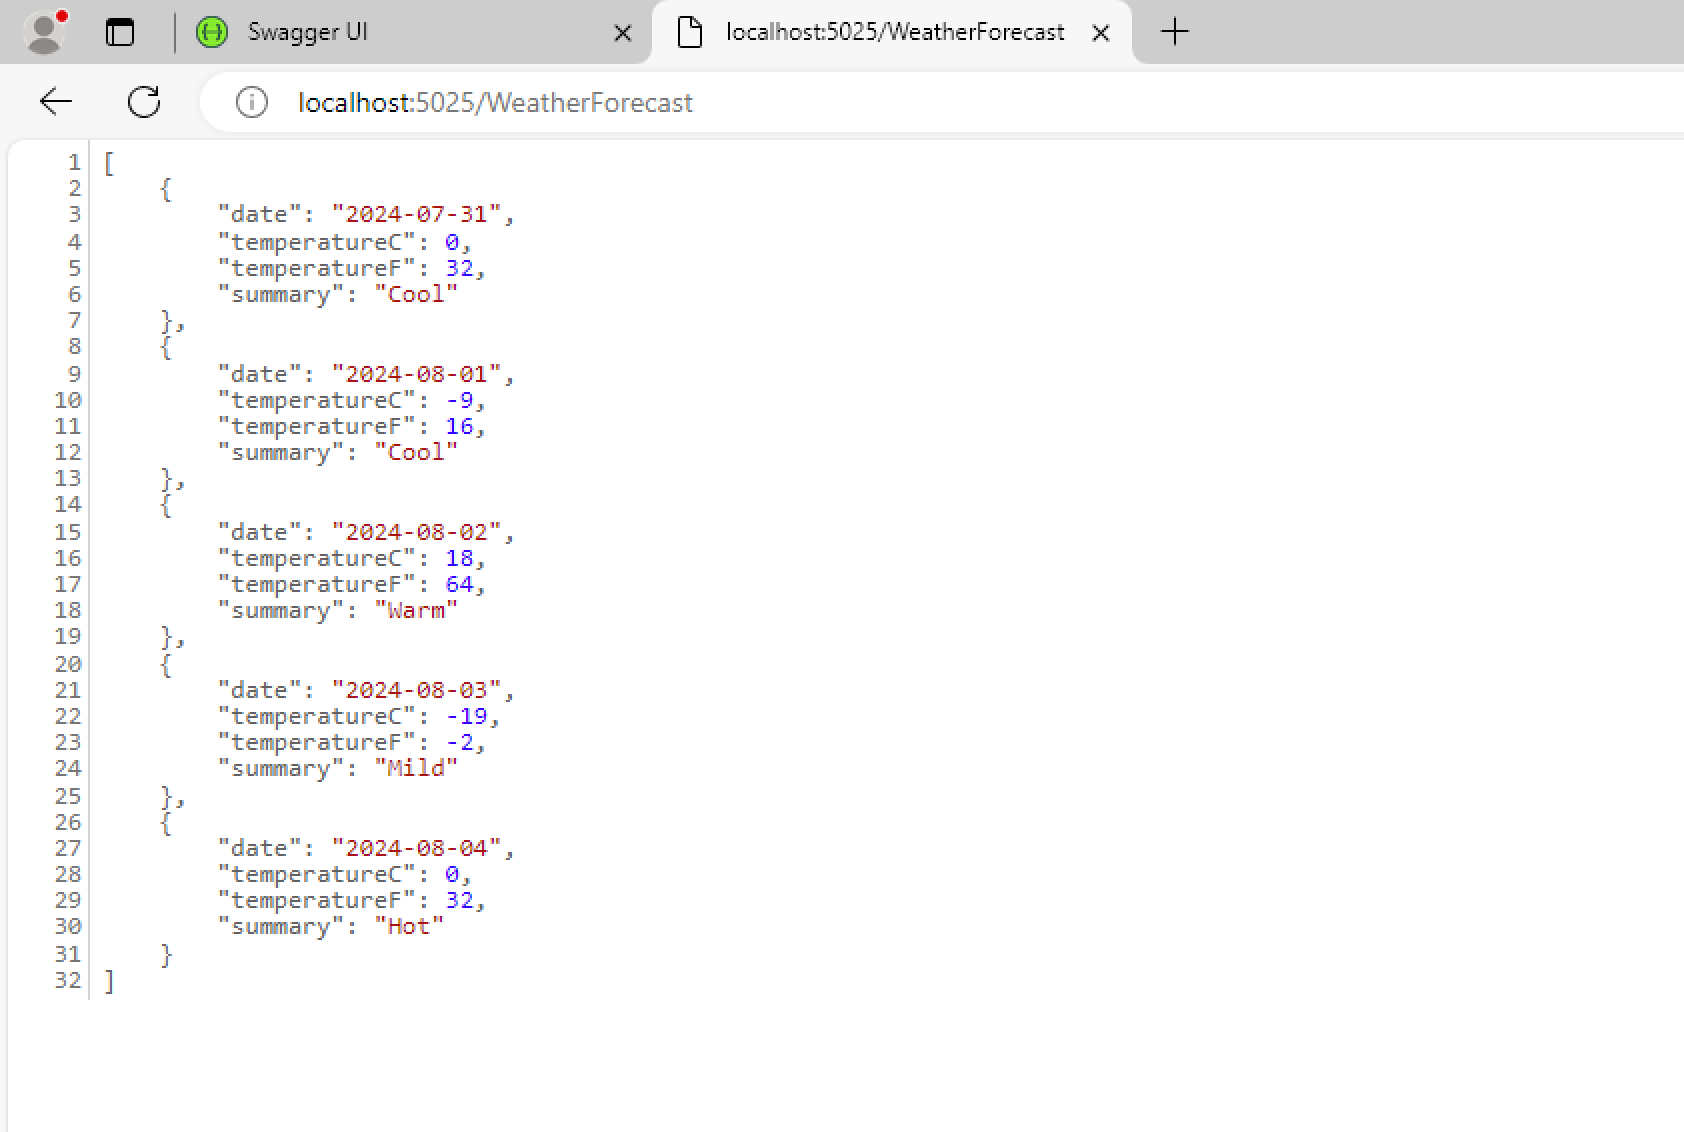 Swagger UI
localhost:5025/WeatherForecast
localhost:5025/WeatherForecast
1 [
2     {
3         "date": "2024-07-31",
4         "temperatureC": 0,
5         "temperatureF": 32,
6         "summary": "Cool"
7     },
8     {
9         "date": "2024-08-01",
10         "temperatureC": -9,
11         "temperatureF": 16,
12         "summary": "Cool"
13     },
14     {
15         "date": "2024-08-02",
16         "temperatureC": 18,
17         "temperatureF": 64,
18         "summary": "Warm"
19     },
20     {
21         "date": "2024-08-03",
22         "temperatureC": -19,
23         "temperatureF": -2,
24         "summary": "Mild"
25     },
26     {
27         "date": "2024-08-04",
28         "temperatureC": 0,
29         "temperatureF": 32,
30         "summary": "Hot"
31     }
32 ]